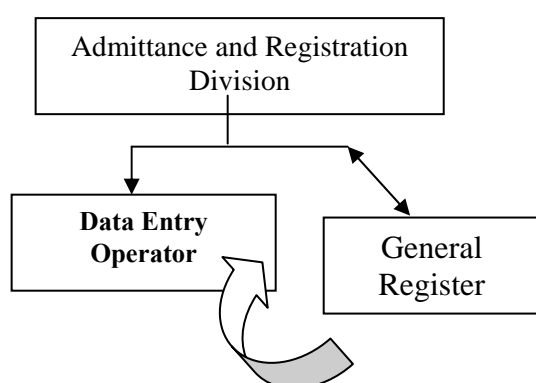 Admittance and Registration
Division
Data Entry
Operator
General
Register